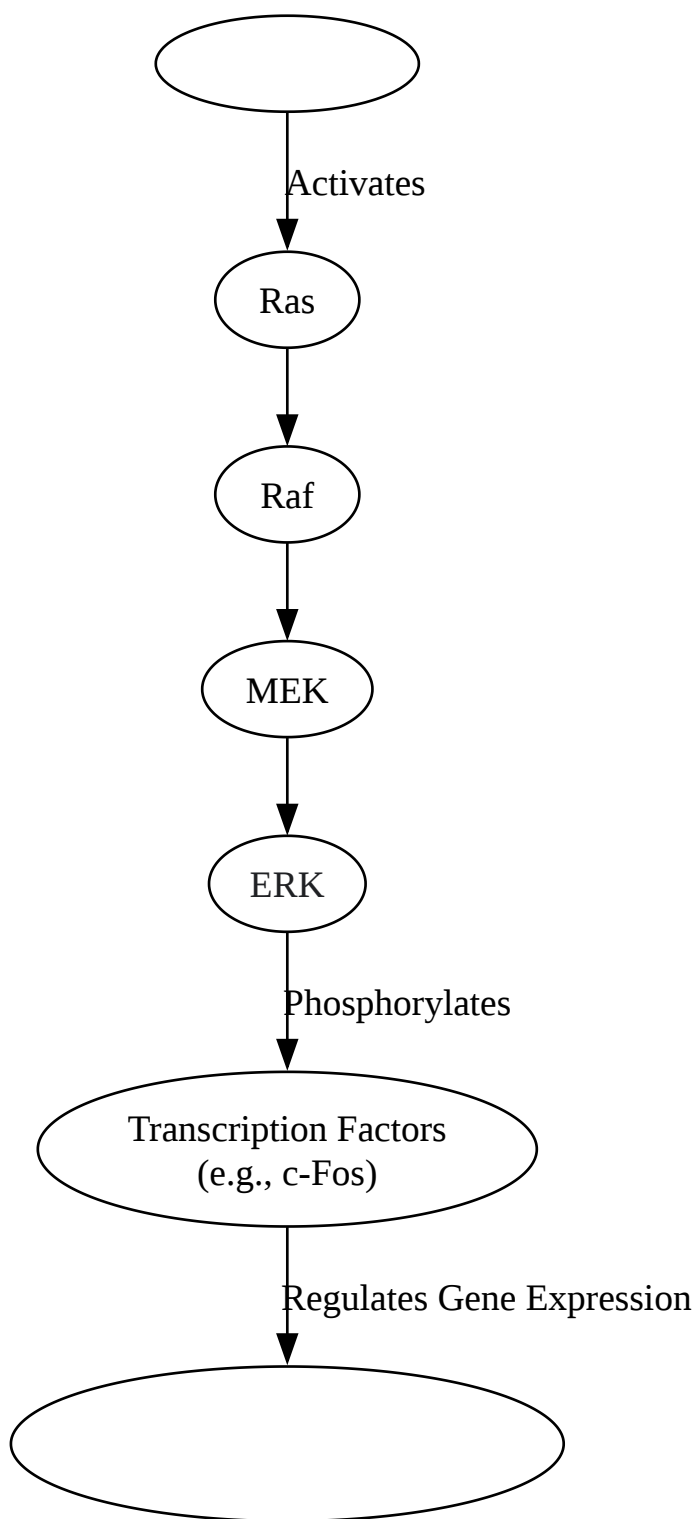 Activates
Ras
Raf
MEK
ERK
Phosphorylates
Transcription Factors
(e.g., c-Fos)
Regulates Gene Expression